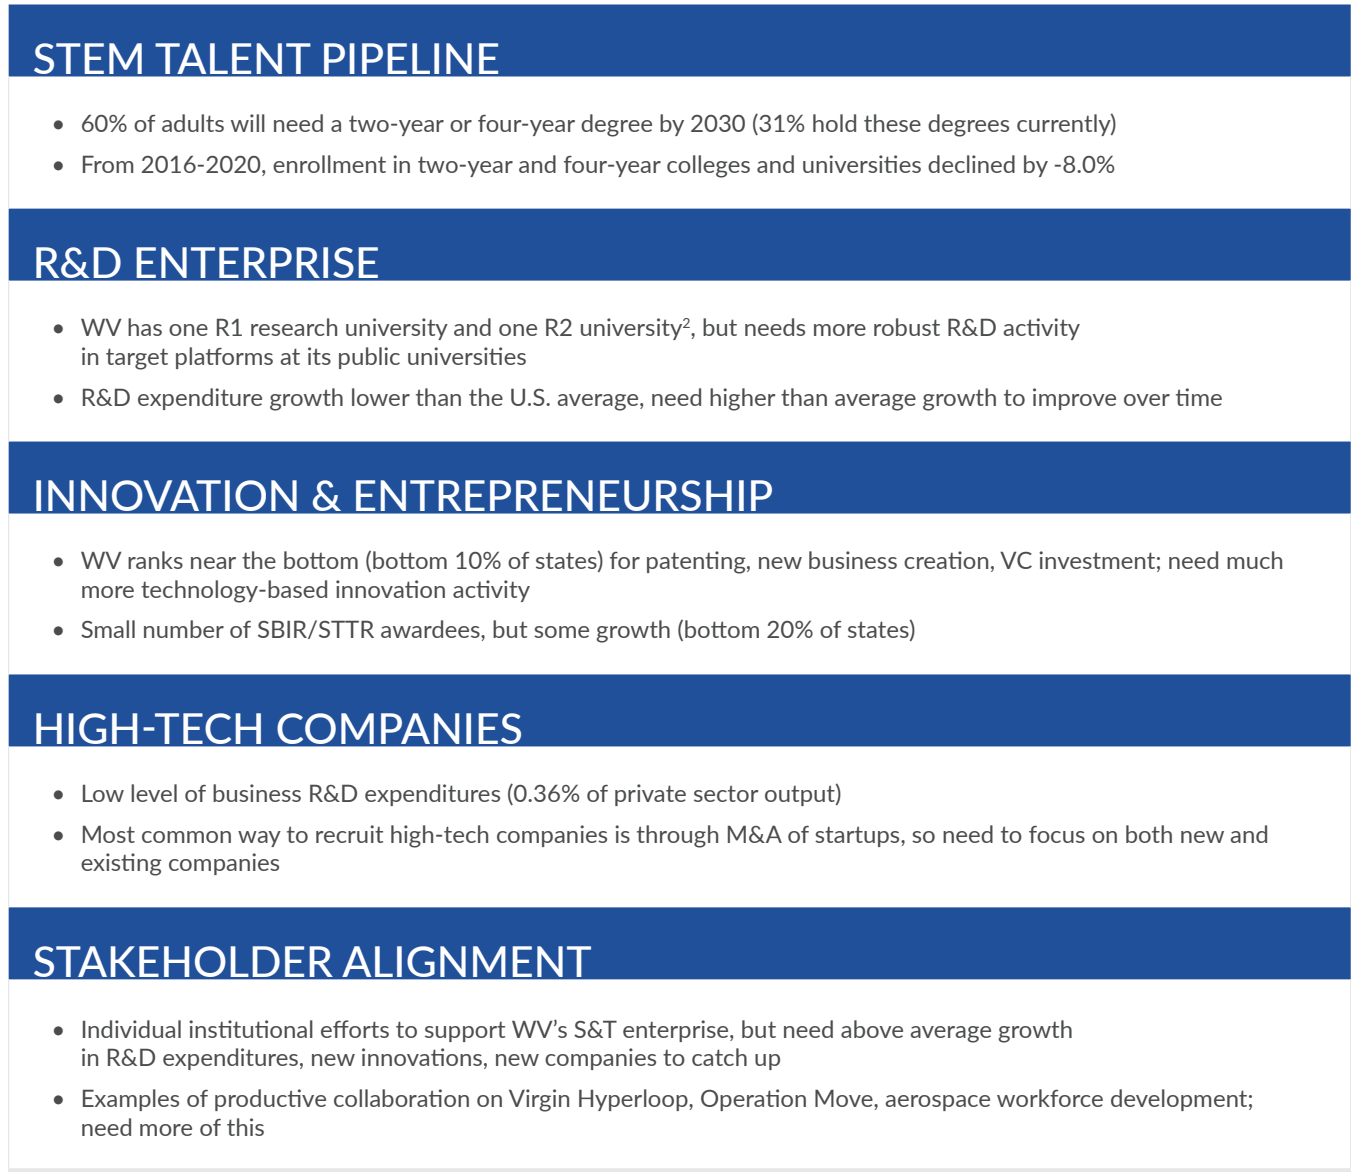 STEM TALENT PIPELINE
• 60% of adults will need a two-year or four-year degree by 2030 (31% hold these degrees currently)
• From 2016-2020, enrollment in two-year and four-year colleges and universities declined by -8.0%
R&D ENTERPRISE
• WV has one R1 research university and one R2 university², but needs more robust R&D activity
in target platforms at its public universities
• R&D expenditure growth lower than the U.S. average, need higher than average growth to improve over time
INNOVATION & ENTREPRENEURSHIP
• WV ranks near the bottom (bottom 10% of states) for patenting, new business creation, VC investment; need much
more technology-based innovation activity
• Small number of SBIR/STTR awardees, but some growth (bottom 20% of states)
HIGH-TECH COMPANIES
• Low level of business R&D expenditures (0.36% of private sector output)
• Most common way to recruit high-tech companies is through M&A of startups, so need to focus on both new and
existing companies
STAKEHOLDER ALIGNMENT
• Individual institutional efforts to support WV’s S&T enterprise, but need above average growth
in R&D expenditures, new innovations, new companies to catch up
• Examples of productive collaboration on Virgin Hyperloop, Operation Move, aerospace workforce development;
need more of this